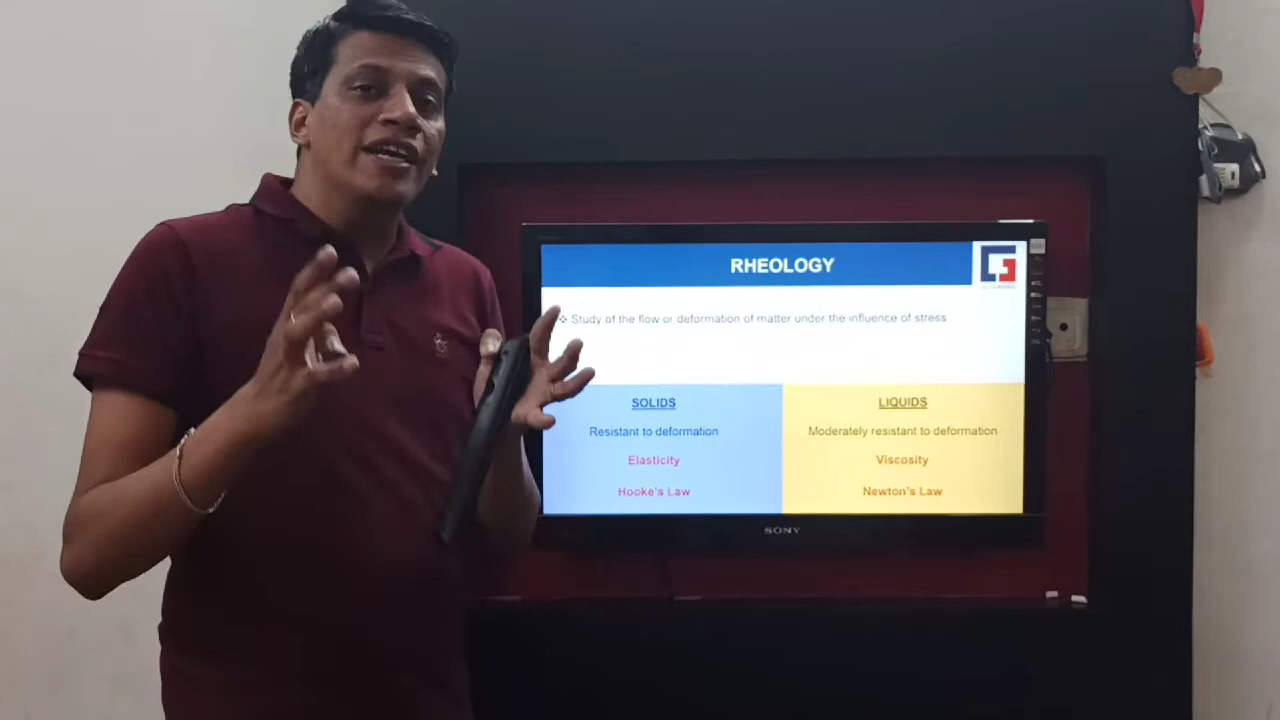 RHEOLOGY
❖ Study of the flow or deformation of matter under the influence of stress
SOLIDS
Resistant to deformation
Elasticity
Hooke's Law
LIQUIDS
Moderately resistant to deformation
Viscosity
Newton's Law
SONY